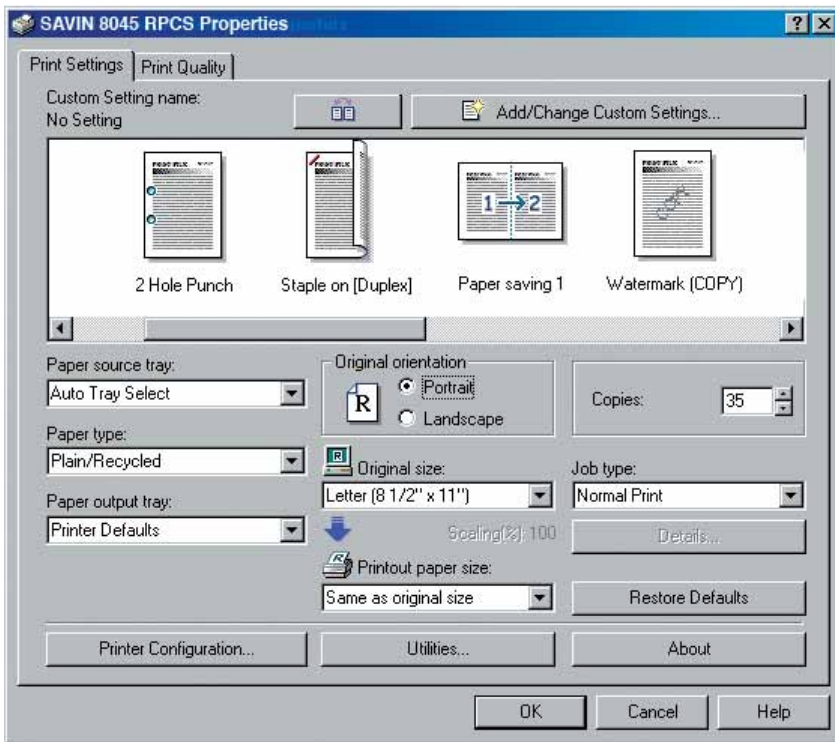 SAVIN 8045 RPCS Properties
Print Settings
Print Quality
Custom Setting name:
No Setting
Add/Change Custom Settings...
2 Hole Punch
Staple on [Duplex]
1 2
COPY
Paper saving 1
Watermark (COPY)
Paper source tray:
Auto Tray Select
Paper type:
Plain/Recycled
Paper output tray:
Printer Defaults
Original orientation
R
Portrait
Landscape
Copies:
35
R
Original size:
Letter (8 1/2" x 11")
Scaling(%): 100
R
Printout paper size:
Same as original size
Job type:
Normal Print
Details...
Restore Defaults
Printer Configuration...
Utilities...
About
OK
Cancel
Help